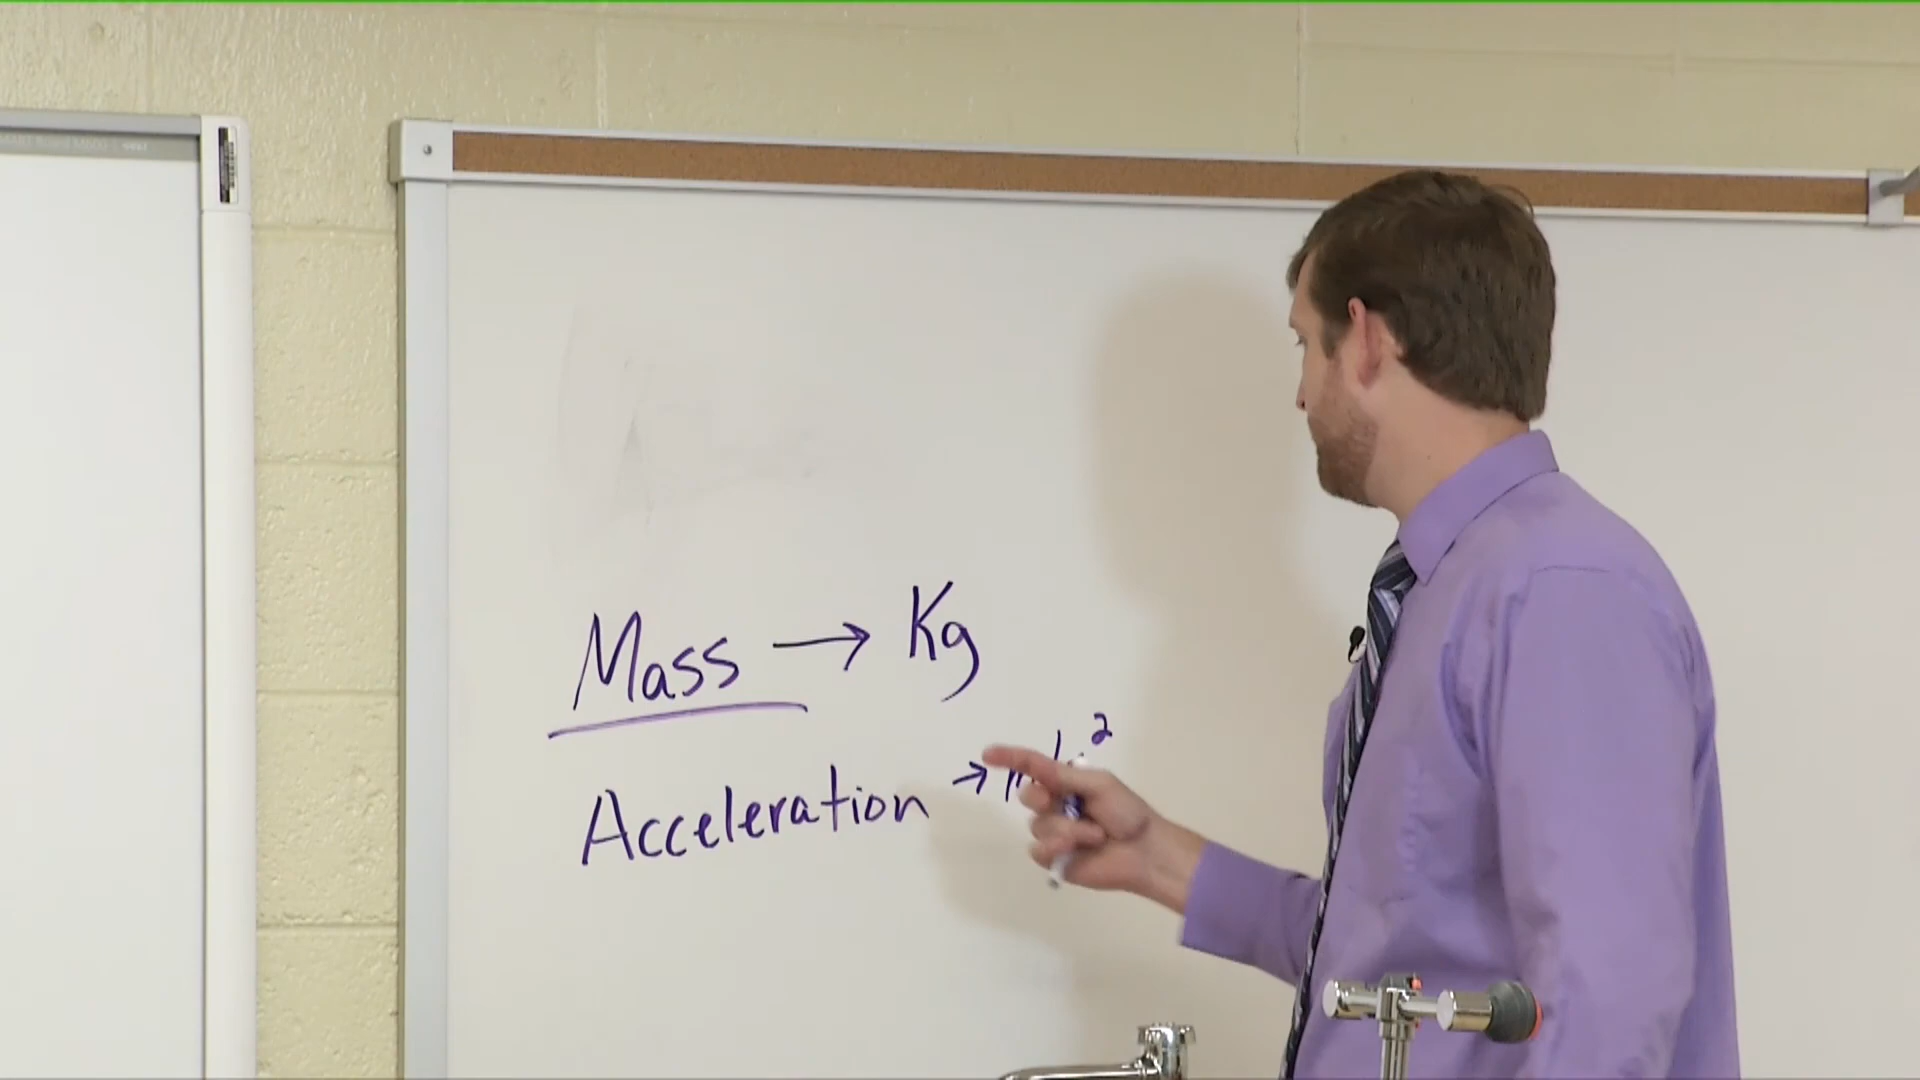 Mass → Kg
Acceleration →